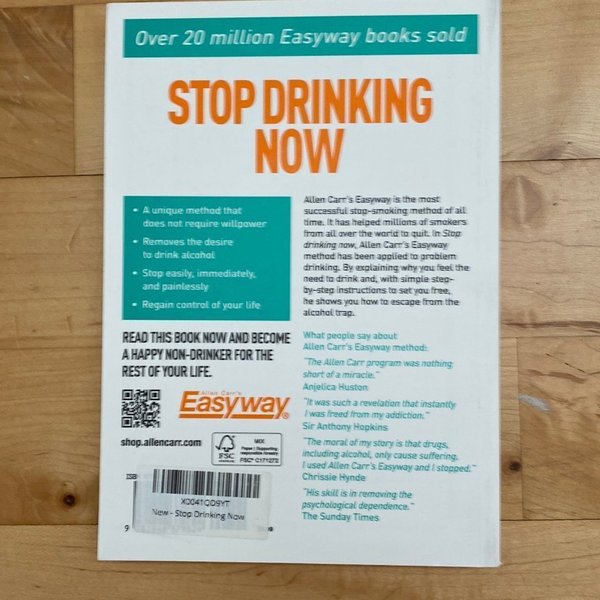 Over 20 million Easyway books sold
STOP DRINKING
NOW
• A unique method that
does not require willpower
• Removes the desire
to drink alcohol
• Stop easily, immediately,
and painlessly
• Regain control of your life
READ THIS BOOK NOW AND BECOME
A HAPPY NON-DRINKER FOR THE
REST OF YOUR LIFE.
Allen Carr's
Easyway®
shop.allencarr.com
FSC
MIX
Paper | Supporting
responsible forestry
FSC® C171272
ISB
X0041QD9YT
New - Stop Drinking Now
9
Allen Carr's Easyway is the most
successful stop-smoking method of all
time. It has helped millions of smokers
from all over the world to quit. In Stop
drinking now, Allen Carr's Easyway
method has been applied to problem
drinking. By explaining why you feel the
need to drink and, with simple step-
by-step instructions to set you free,
he shows you how to escape from the
alcohol trap.
What people say about
Allen Carr's Easyway method:
"The Allen Carr program was nothing
short of a miracle."
Anjelica Huston
"It was such a revelation that instantly
I was freed from my addiction."
Sir Anthony Hopkins
"The moral of my story is that drugs,
including alcohol, only cause suffering.
I used Allen Carr's Easyway and I stopped."
Chrissie Hynde
"His skill is in removing the
psychological dependence."
The Sunday Times